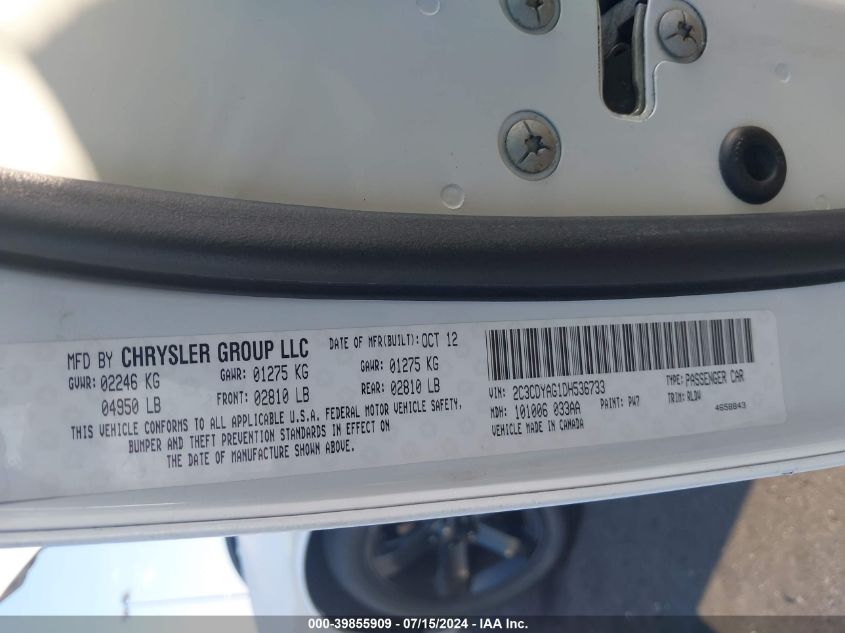 MFD BY CHRYSLER GROUP LLC DATE OF MFR(BUILT): OCT 12
GVWR: 02246 KG GAWR: 01275 KG GAWR: 01275 KG
04950 LB FRONT: 02810 LB REAR: 02810 LB
THIS VEHICLE CONFORMS TO ALL APPLICABLE U.S.A. FEDERAL MOTOR VEHICLE SAFETY,
BUMPER AND THEFT PREVENTION STANDARDS IN EFFECT ON
THE DATE OF MANUFACTURE SHOWN ABOVE.
VIN: 2C3CDYAG1DH536733 TYPE: PASSENGER CAR
MDH: 101006 033AA PAINT: PW7 TRIM: RLDV
VEHICLE MADE IN CANADA 4658843
000-39855909 - 07/15/2024 - IAA Inc.